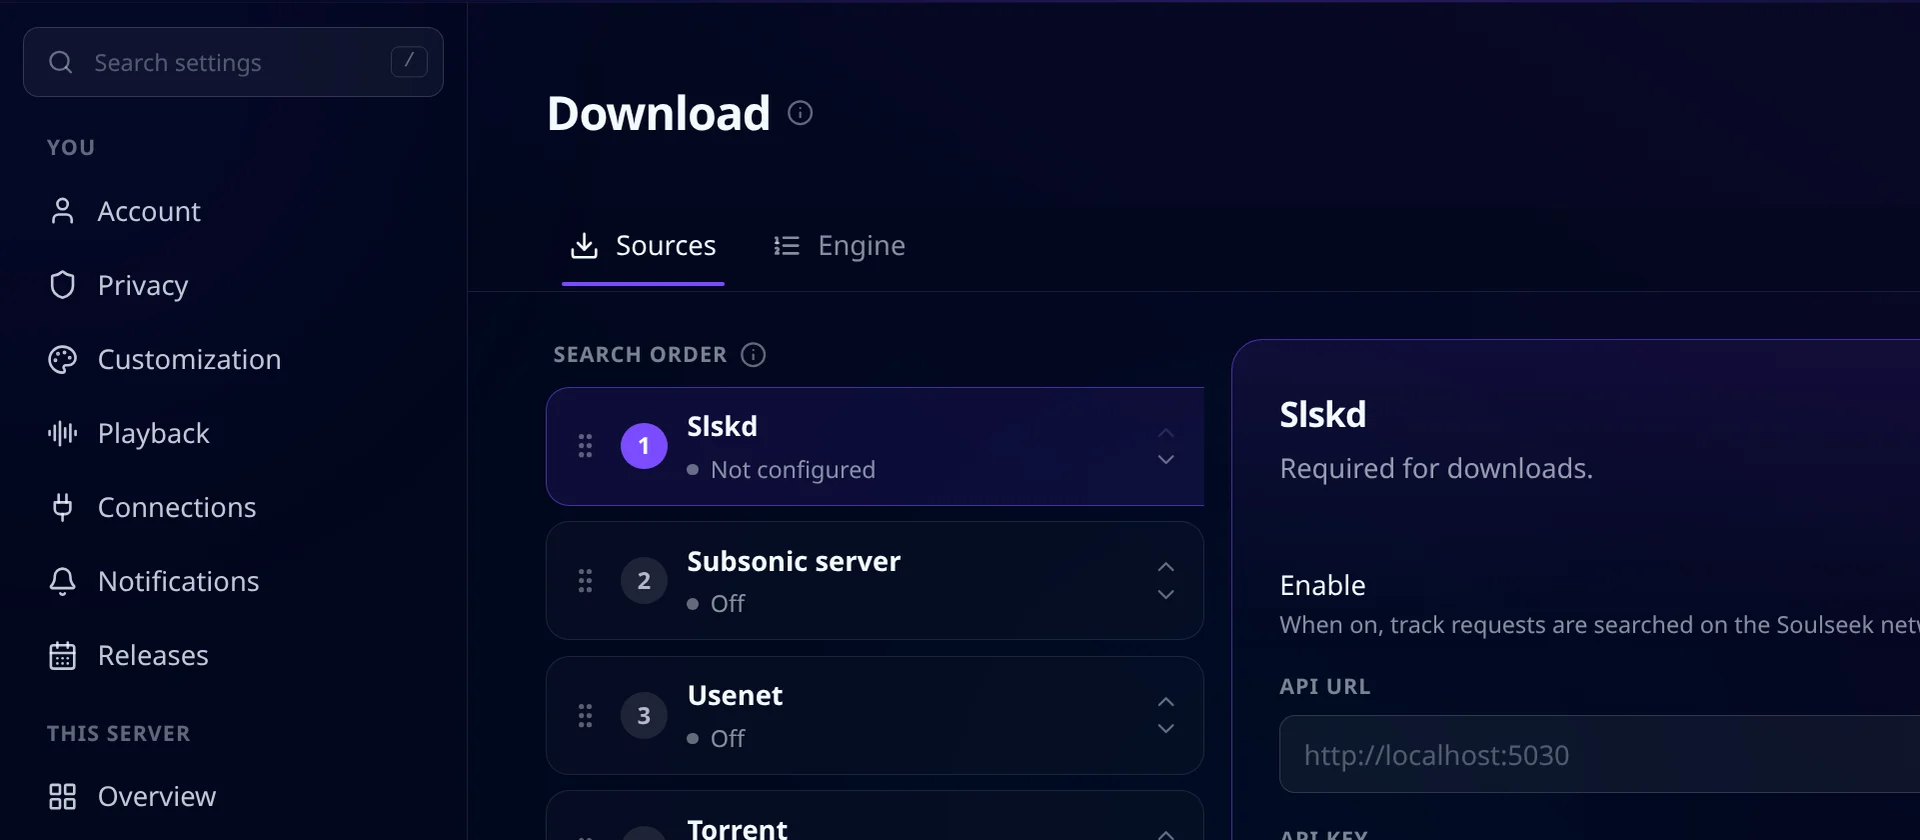 Search settings
/
YOU
Account
Privacy
Customization
Playback
Connections
Notifications
Releases
THIS SERVER
Overview
Download
Sources
Engine
SEARCH ORDER
1
Slskd
Not configured
2
Subsonic server
Off
3
Usenet
Off
Torrent
Slskd
Required for downloads.
Enable
When on, track requests are searched on the Soulseek
API URL
http://localhost:5030
API KEY